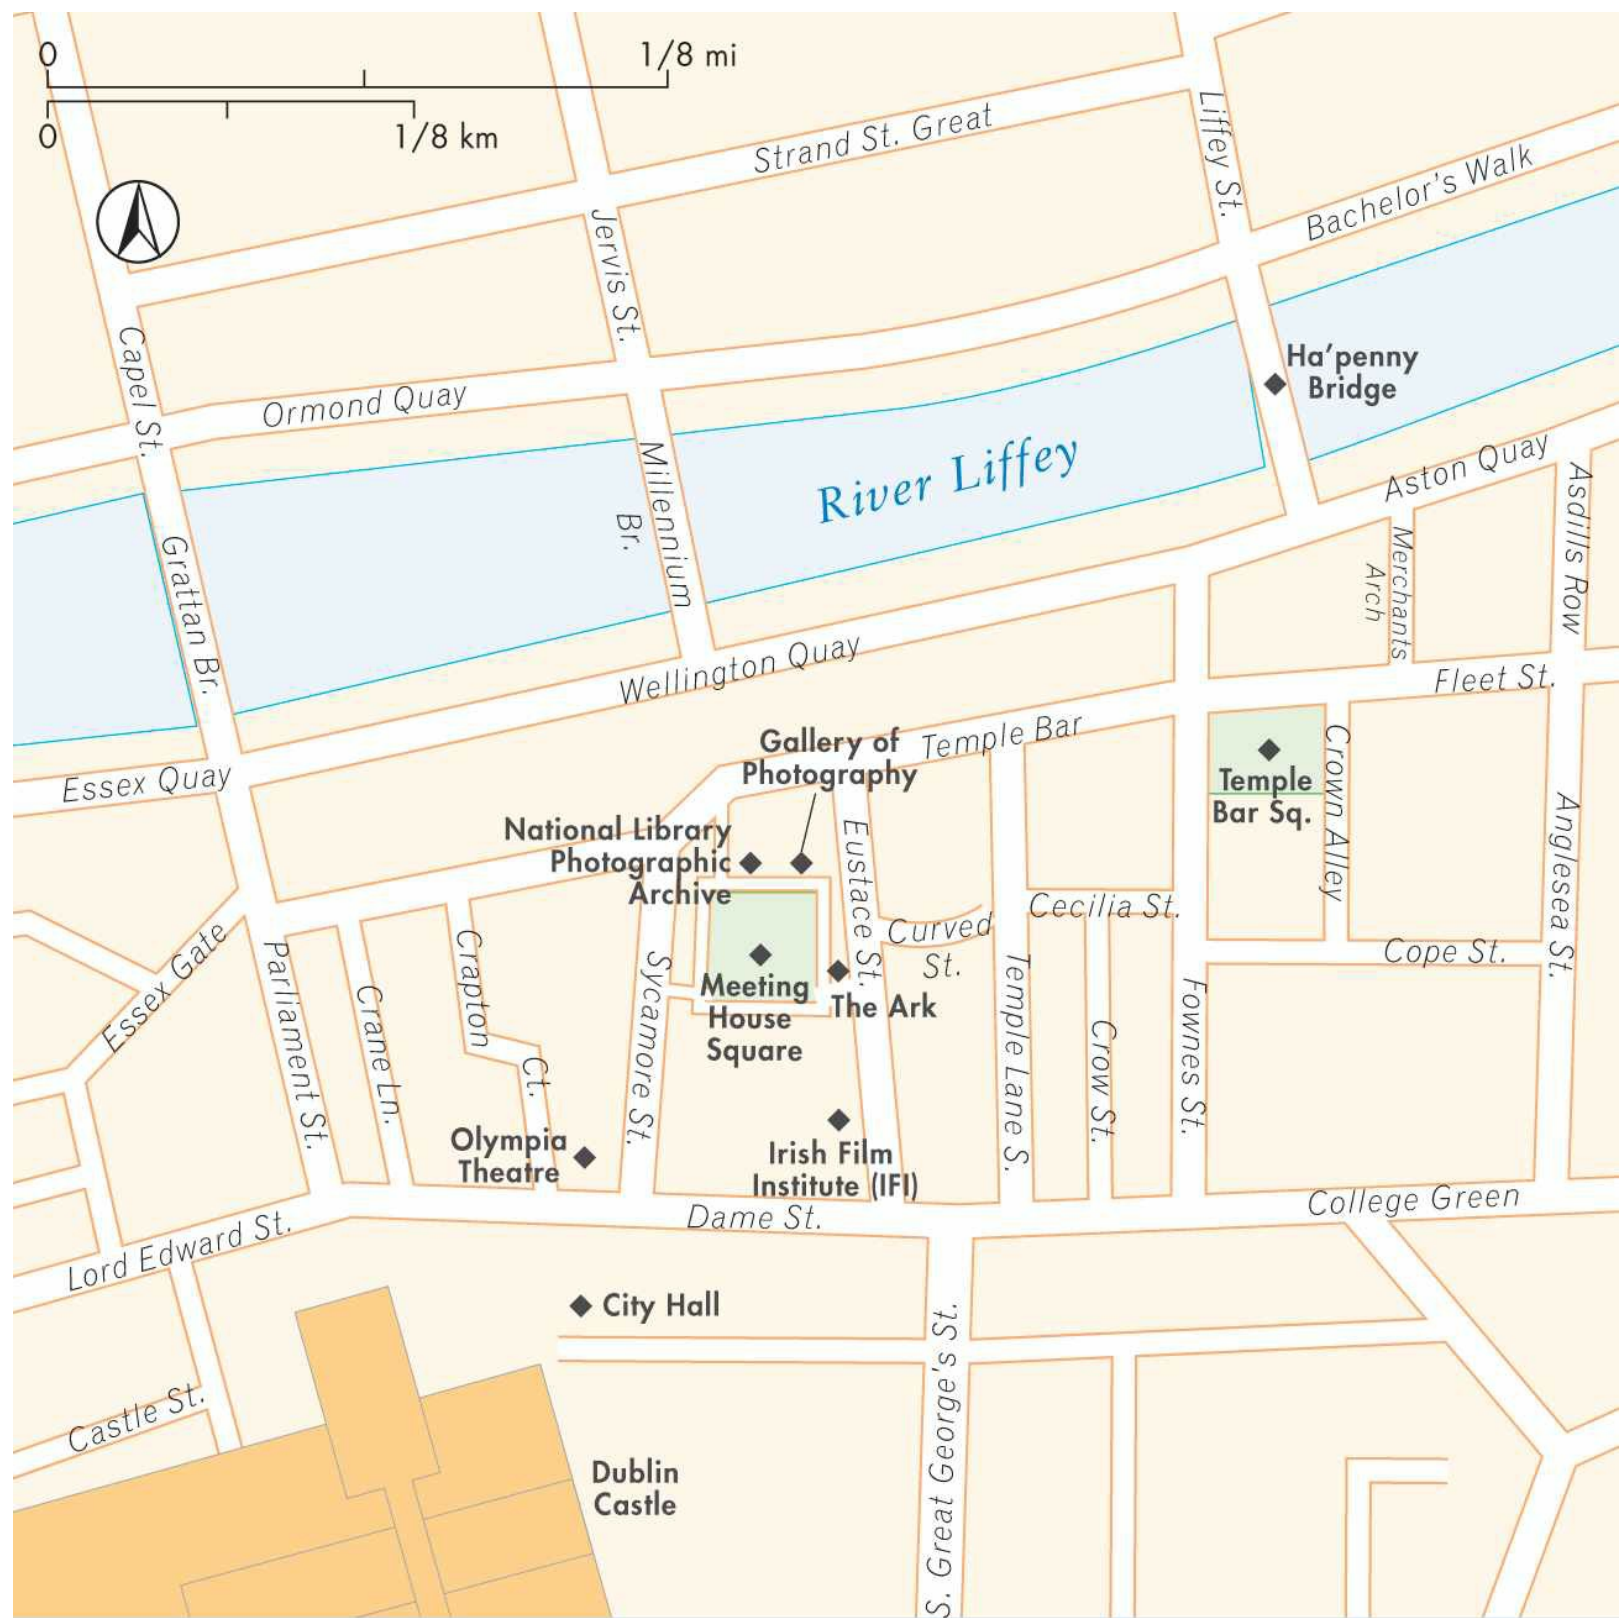 0
1/8 mi
0
1/8 km
Strand St. Great
Liffey St.
Bachelor's Walk
Jervis St.
Capel St.
Ormond Quay
Ha'penny
Bridge
River Liffey
Millennium
Br.
Grattan Br.
Aston Quay
Asdills Row
Merchants
Arch
Wellington Quay
Fleet St.
Essex Quay
Temple Bar
Gallery of
Photography
Temple
Bar Sq.
Crown Alley
Anglesea St.
National Library
Photographic
Archive
Eustace St.
Curved
St.
Cecilia St.
Cope St.
Essex Gate
Parliament St.
Crane Ln.
Crapton
Ct.
Sycamore St.
Meeting
House
Square
The Ark
Temple Lane S.
Crow St.
Fownes St.
Olympia
Theatre
Irish Film
Institute (IFI)
Dame St.
College Green
Lord Edward St.
City Hall
S. Great George's St.
Castle St.
Dublin
Castle